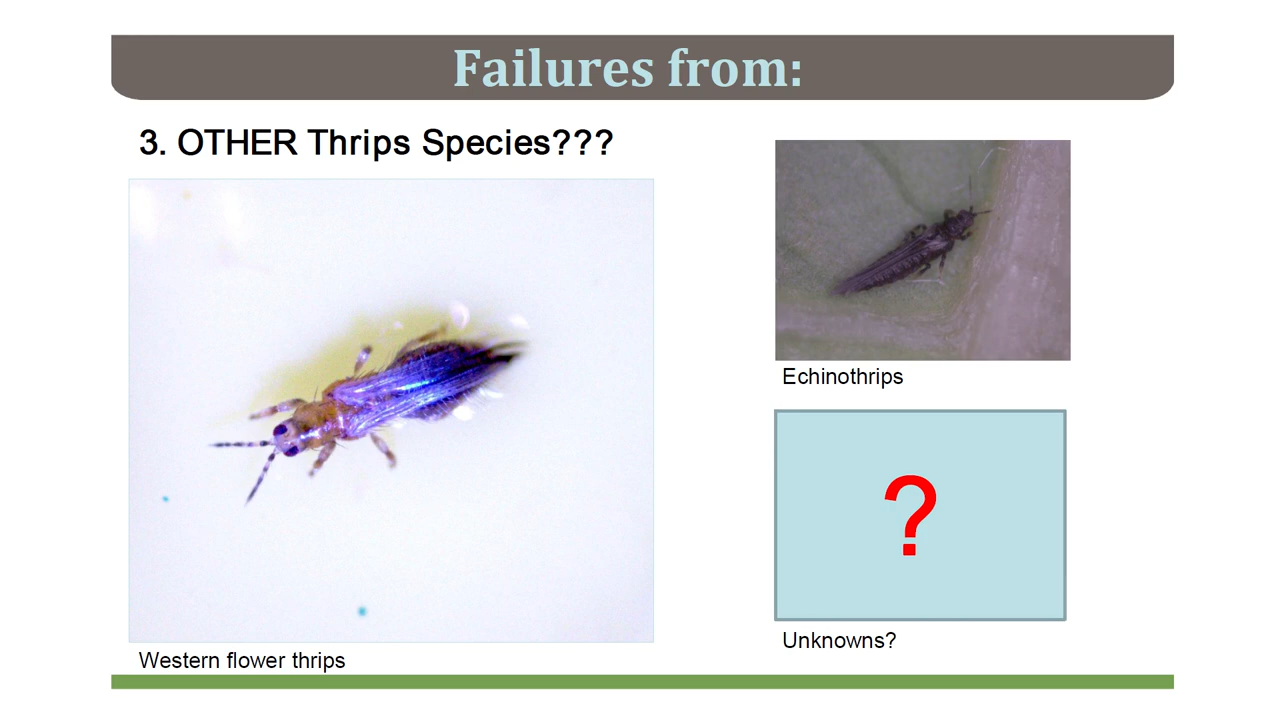 Failures from:
3. OTHER Thrips Species???
Western flower thrips
Echinothrips
?
Unknowns?